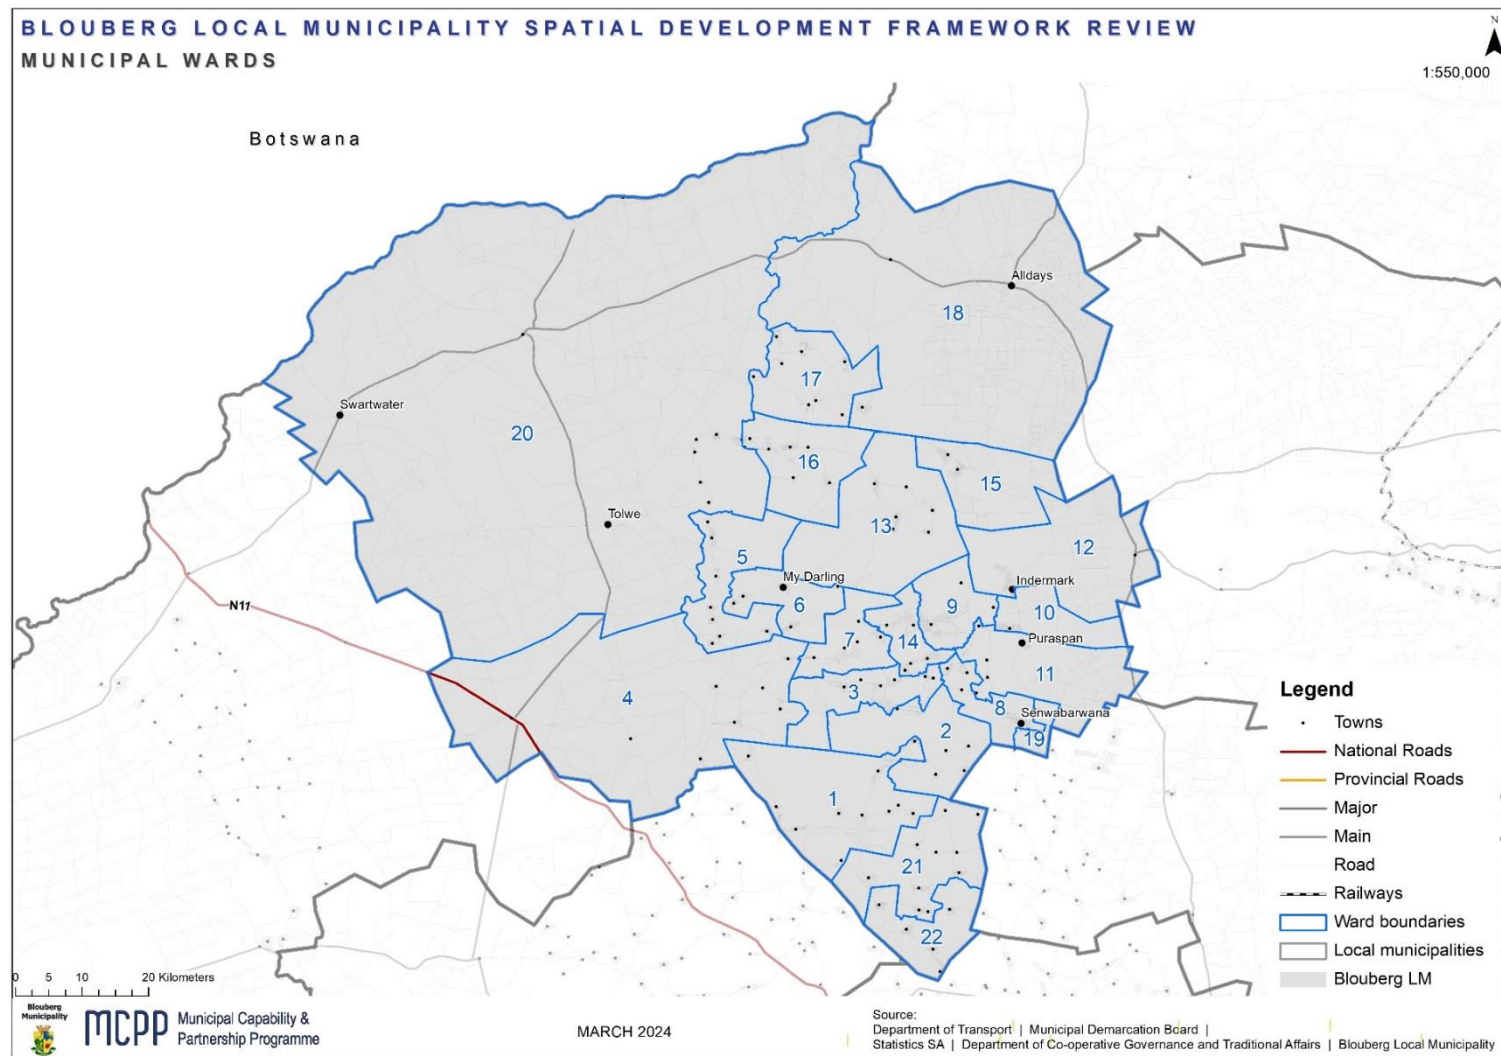 BLOUBERG LOCAL MUNICIPALITY SPATIAL DEVELOPMENT FRAMEWORK REVIEW
MUNICIPAL WARDS
N
1:550,000
Botswana
Alldays
18
17
Swartwater
20
16
15
Tolwe
13
5
12
My Darling
Indermark
6
9
10
N11
7
14
Puraspan
11
4
3
8
Senwabarwana
2
19
1
21
22
Legend
Towns
National Roads
Provincial Roads
Major
Main
Road
Railways
Ward boundaries
Local municipalities
Blouberg LM
0 5 10 20 Kilometers
Blouberg
Municipality
MCPP
Municipal Capability &
Partnership Programme
MARCH 2024
Source:
Department of Transport | Municipal Demarcation Board |
Statistics SA | Department of Co-operative Governance and Traditional Affairs | Blouberg Local Municipality